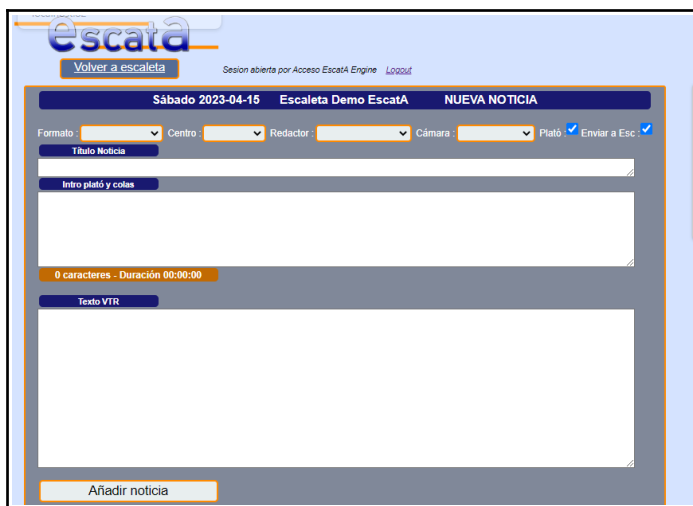 escatA
Volver a escaleta
Sesion abierta por Acceso EscatA Engine Logout
Sábado 2023-04-15 Escaleta Demo EscatA NUEVA NOTICIA
Formato : Centro : Redactor : Cámara : Plató : Enviar a Esc :
Título Noticia
Intro plató y colas
0 caracteres - Duración 00:00:00
Texto VTR
Añadir noticia